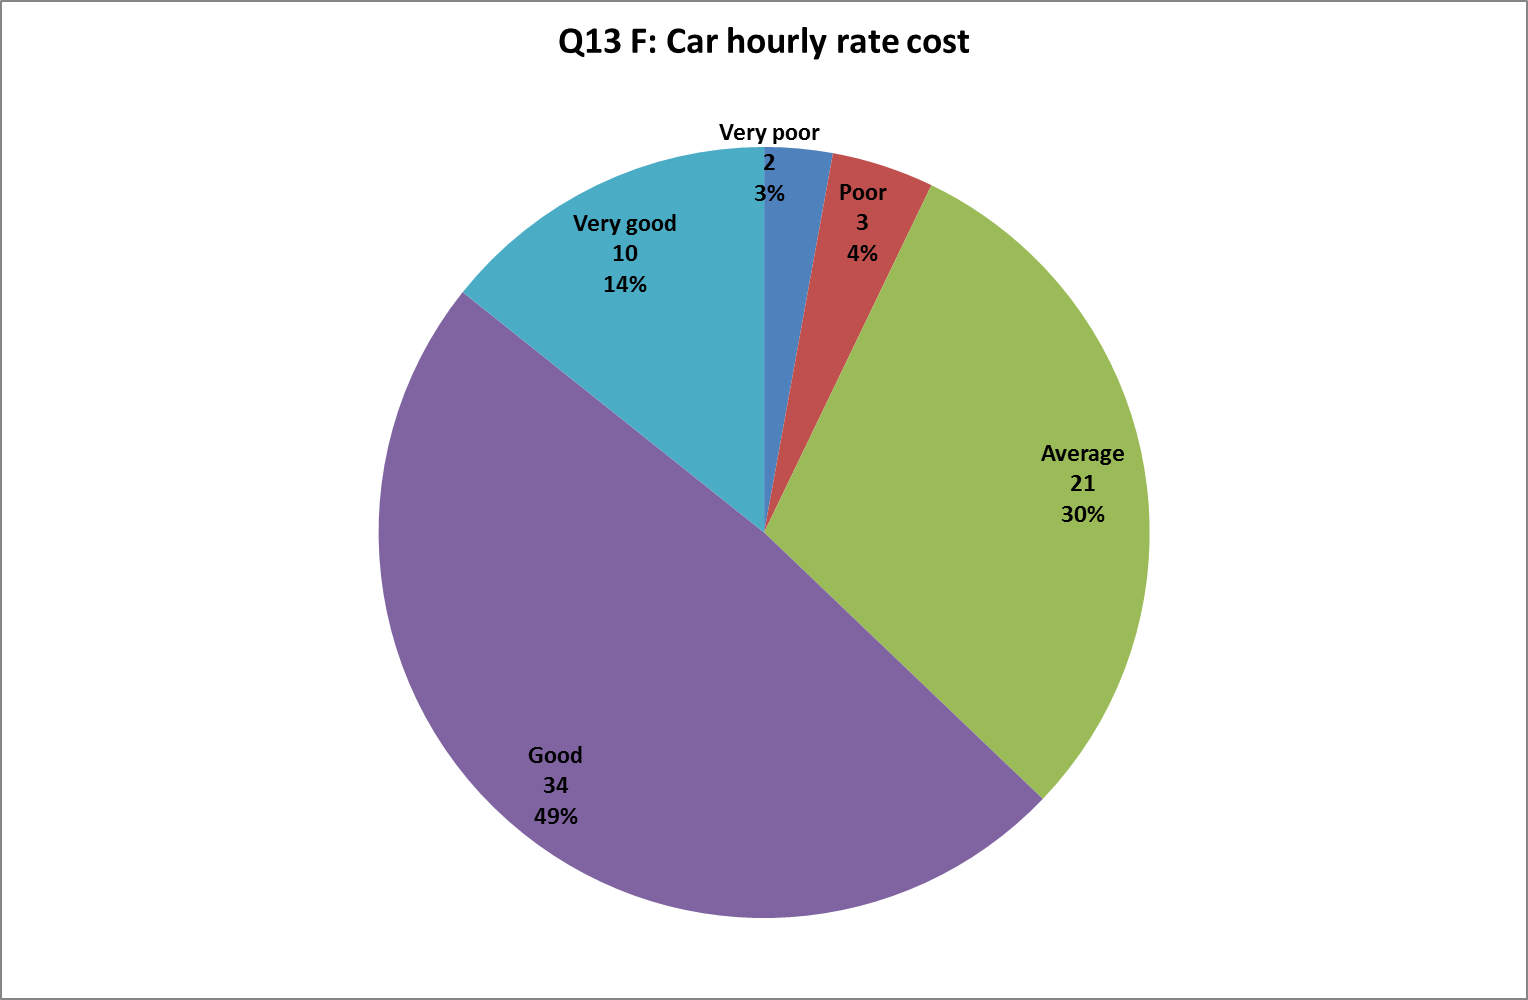 Q13 F: Car hourly rate cost
Very poor
2
3%
Poor
3
4%
Average
21
30%
Good
34
49%
Very good
10
14%